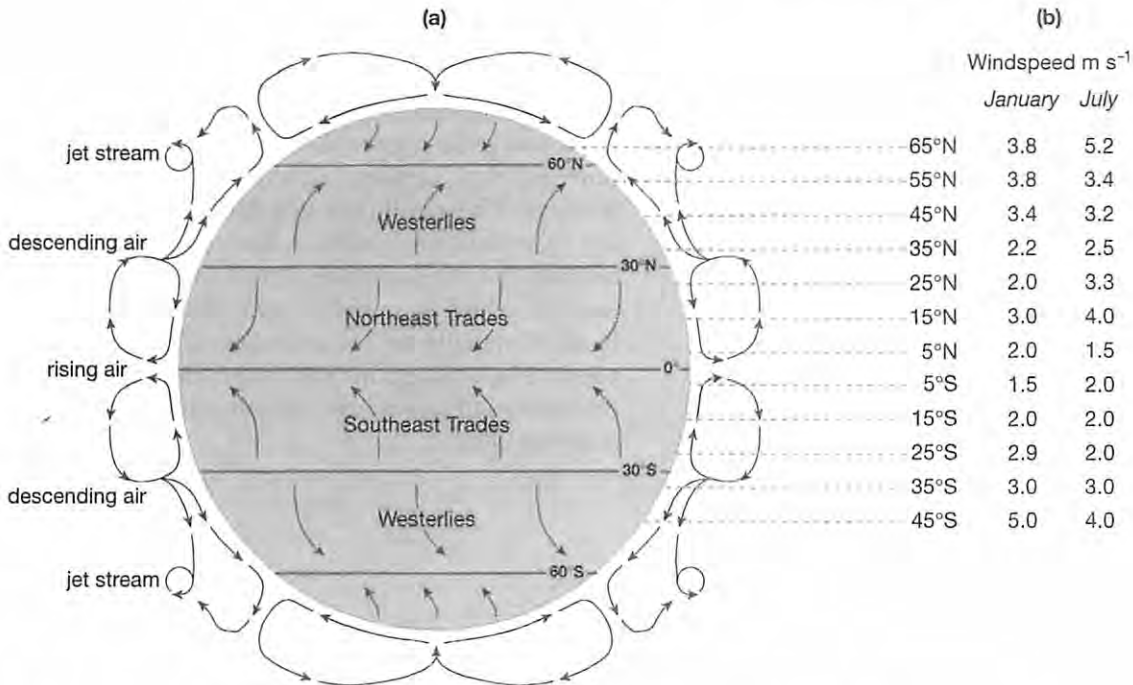 (a)
(b)
Windspeed m s⁻¹
January July
jet stream
descending air
rising air
descending air
jet stream
60°N
Westerlies
30°N
Northeast Trades
0°
Southeast Trades
30°S
Westerlies
60°S
65°N 3.8 5.2
55°N 3.8 3.4
45°N 3.4 3.2
35°N 2.2 2.5
25°N 2.0 3.3
15°N 3.0 4.0
5°N 2.0 1.5
5°S 1.5 2.0
15°S 2.0 2.0
25°S 2.9 2.0
35°S 3.0 3.0
45°S 5.0 4.0